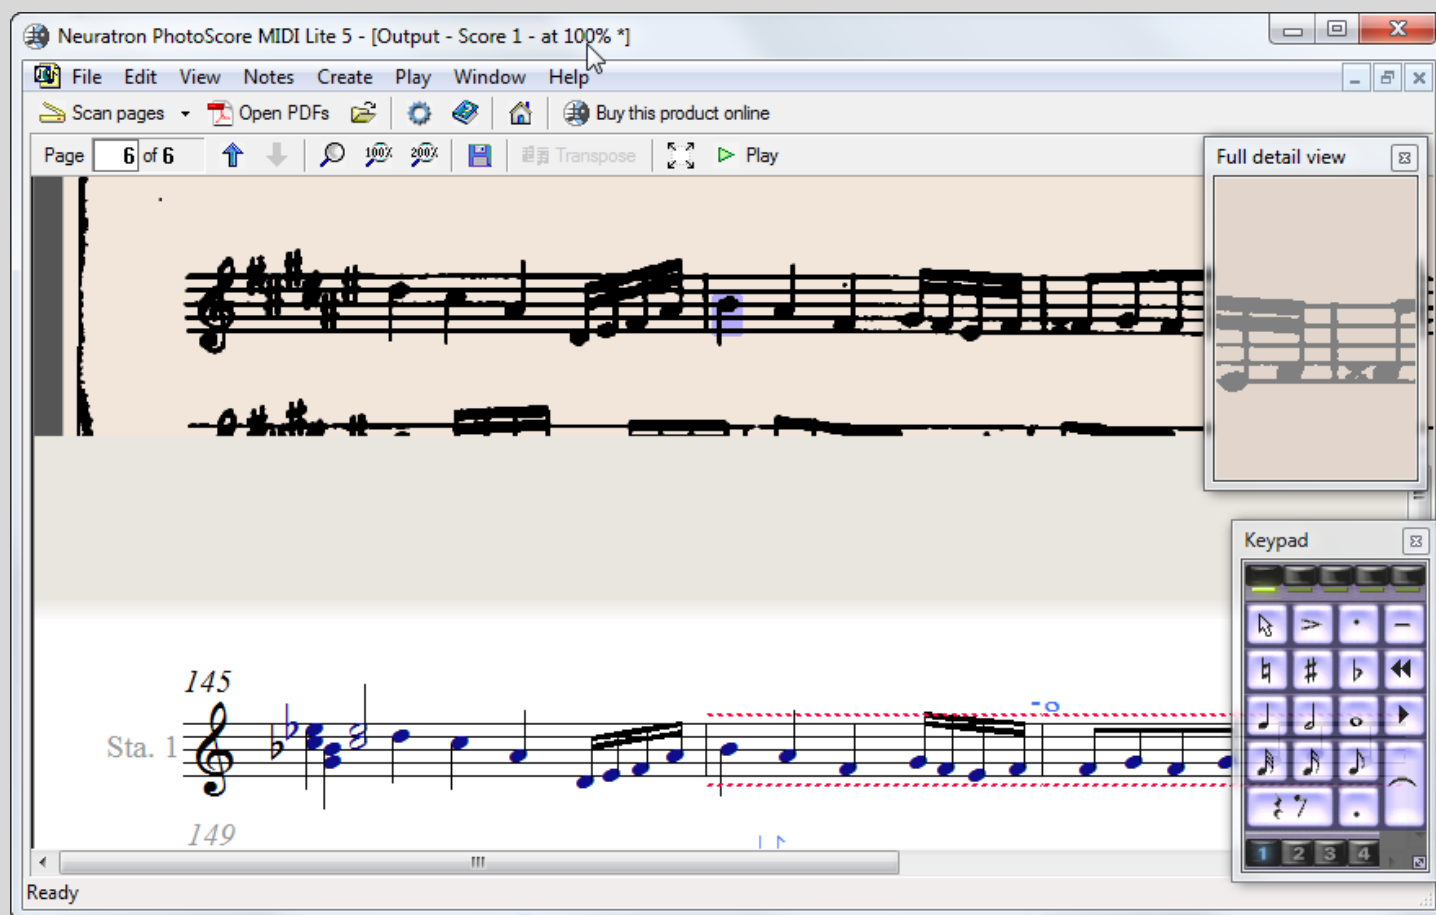 Neuratron PhotoScore MIDI Lite 5 - [Output - Score 1 - at 100% *]
File Edit View Notes Create Play Window Help
Scan pages Open PDFs Buy this product online
Page 6 of 6 100% 200% Transpose Play
Full detail view
Keypad
145
Sta. 1
149
1 2 3 4
Ready